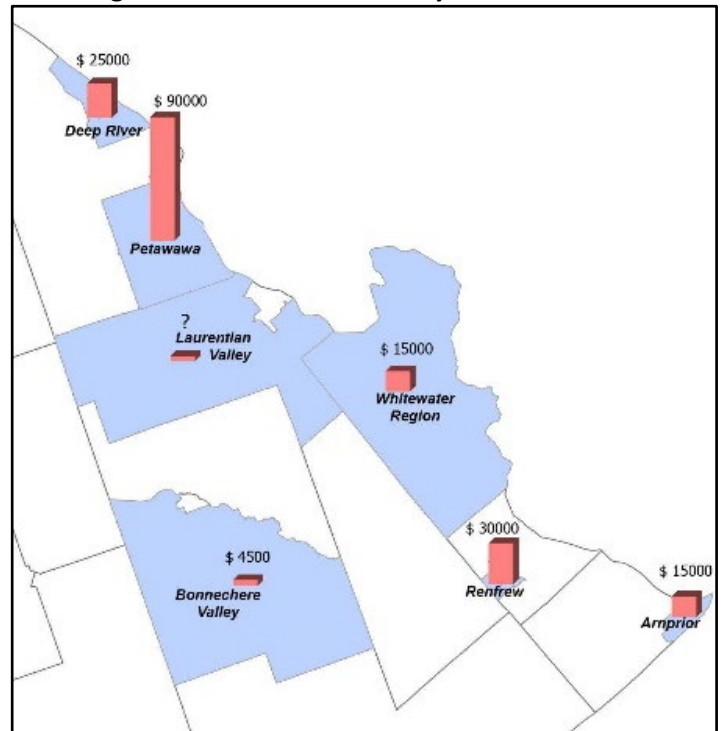 $ 25000
$ 90000
Deep River
Petawawa
?
Laurentian
Valley
$ 15000
Whitewater
Region
$ 30000
$ 4500
Renfrew
$ 15000
Bonnechere
Valley
Arnprior